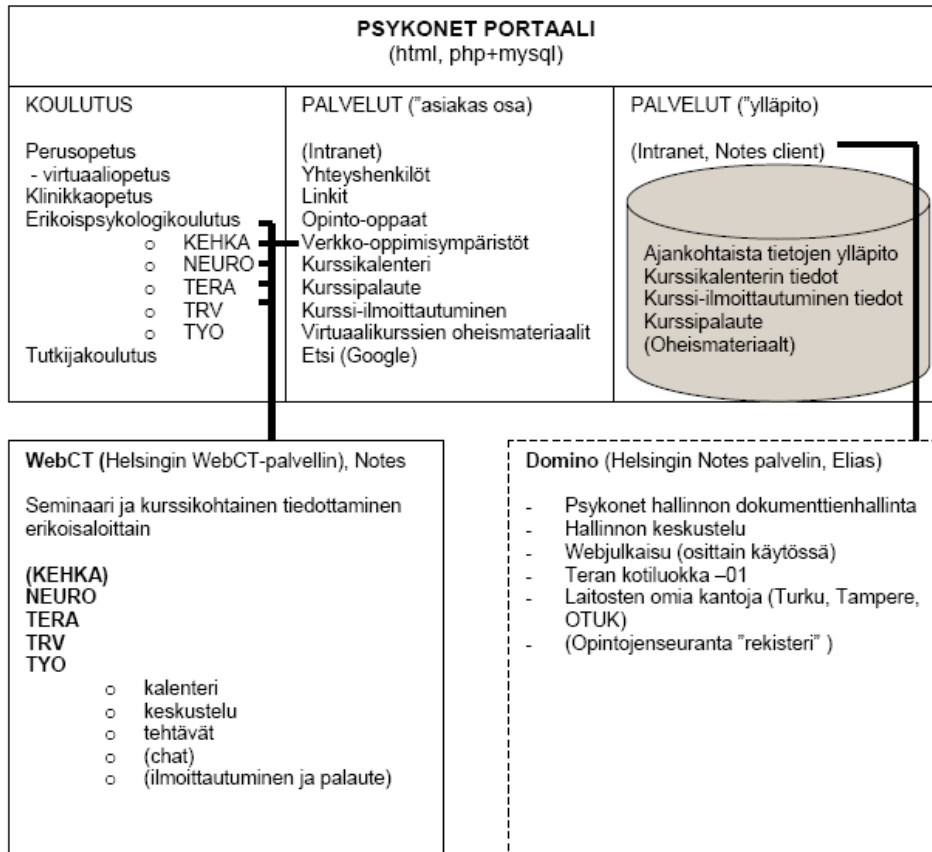 PSYKONET PORTAALI
(html, php+mysql)
KOULUTUS
Perusopetus
- virtuaaliopetus
Klinikkaopetus
Erikoispsykologikoulutus
o KEHKA
o NEURO
o TERA
o TRV
o TYO
Tutkijakoulutus
PALVELUT ("asiakas osa)
(Intranet)
Yhteyshenkilöt
Linkit
Opinto-oppaat
Verkko-oppimisympäristöt
Kurssikalenteri
Kurssipalaute
Kurssi-ilmoittautuminen
Virtuaalikurssien oheismateriaalit
Etsi (Google)
PALVELUT ("ylläpito)
(Intranet, Notes client)
Ajankohtaista tietojen ylläpito
Kurssikalenterin tiedot
Kurssi-ilmoittautuminen tiedot
Kurssipalaute
(Oheismateriaalt)
WebCT (Helsingin WebCT-palvellin), Notes
Seminaari ja kurssikohtainen tiedottaminen
erikoisaloittain
(KEHKA)
NEURO
TERA
TRV
TYO
o kalenteri
o keskustelu
o tehtävät
o (chat)
o (ilmoittautuminen ja palaute)
Domino (Helsingin Notes palvelin, Elias)
- Psykonet hallinnon dokumenttienhallinta
- Hallinnon keskustelu
- Webjulkaisu (osittain käytössä)
- Teran kotiluokka –01
- Laitosten omia kantoja (Turku, Tampere,
OTUK)
- (Opintojenseuranta "rekisteri" )